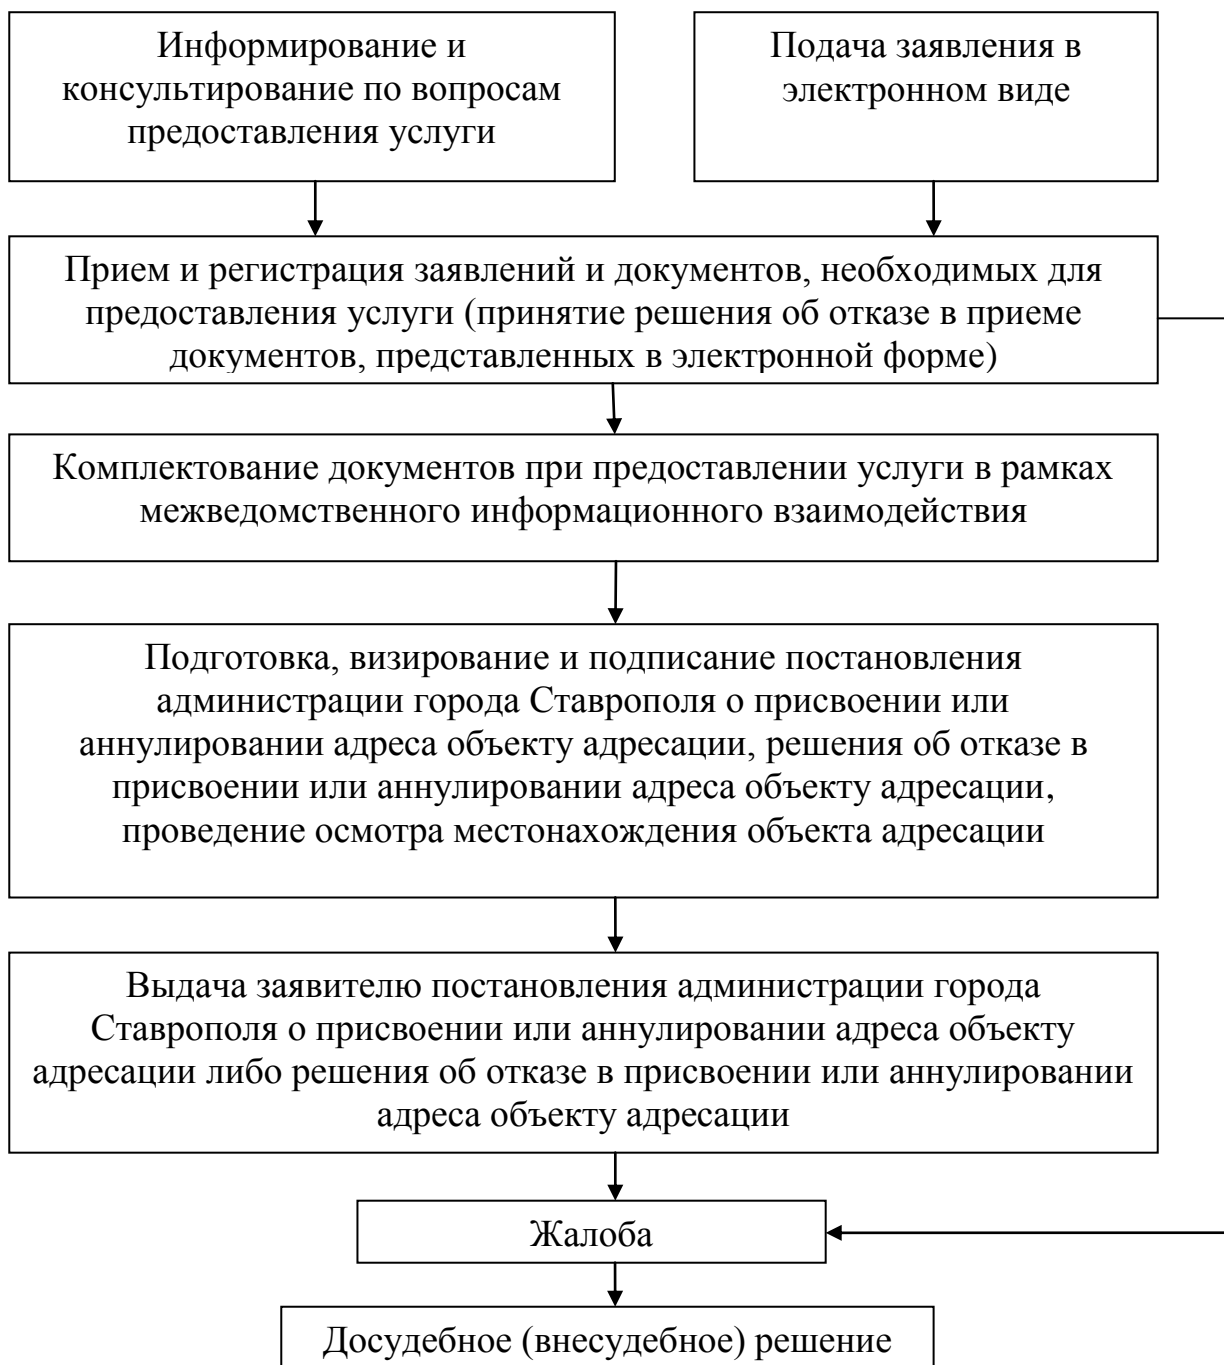 Информирование и
консультирование по вопросам
предоставления услуги
Подача заявления в
электронном виде
Прием и регистрация заявлений и документов, необходимых для
предоставления услуги (принятие решения об отказе в приеме
документов, представленных в электронной форме)
Комплектование документов при предоставлении услуги в рамках
межведомственного информационного взаимодействия
Подготовка, визирование и подписание постановления
администрации города Ставрополя о присвоении или
аннулировании адреса объекту адресации, решения об отказе в
присвоении или аннулировании адреса объекту адресации,
проведение осмотра местонахождения объекта адресации
Выдача заявителю постановления администрации города
Ставрополя о присвоении или аннулировании адреса объекту
адресации либо решения об отказе в присвоении или аннулировании
адреса объекту адресации
Жалоба
Досудебное (внесудебное) решение